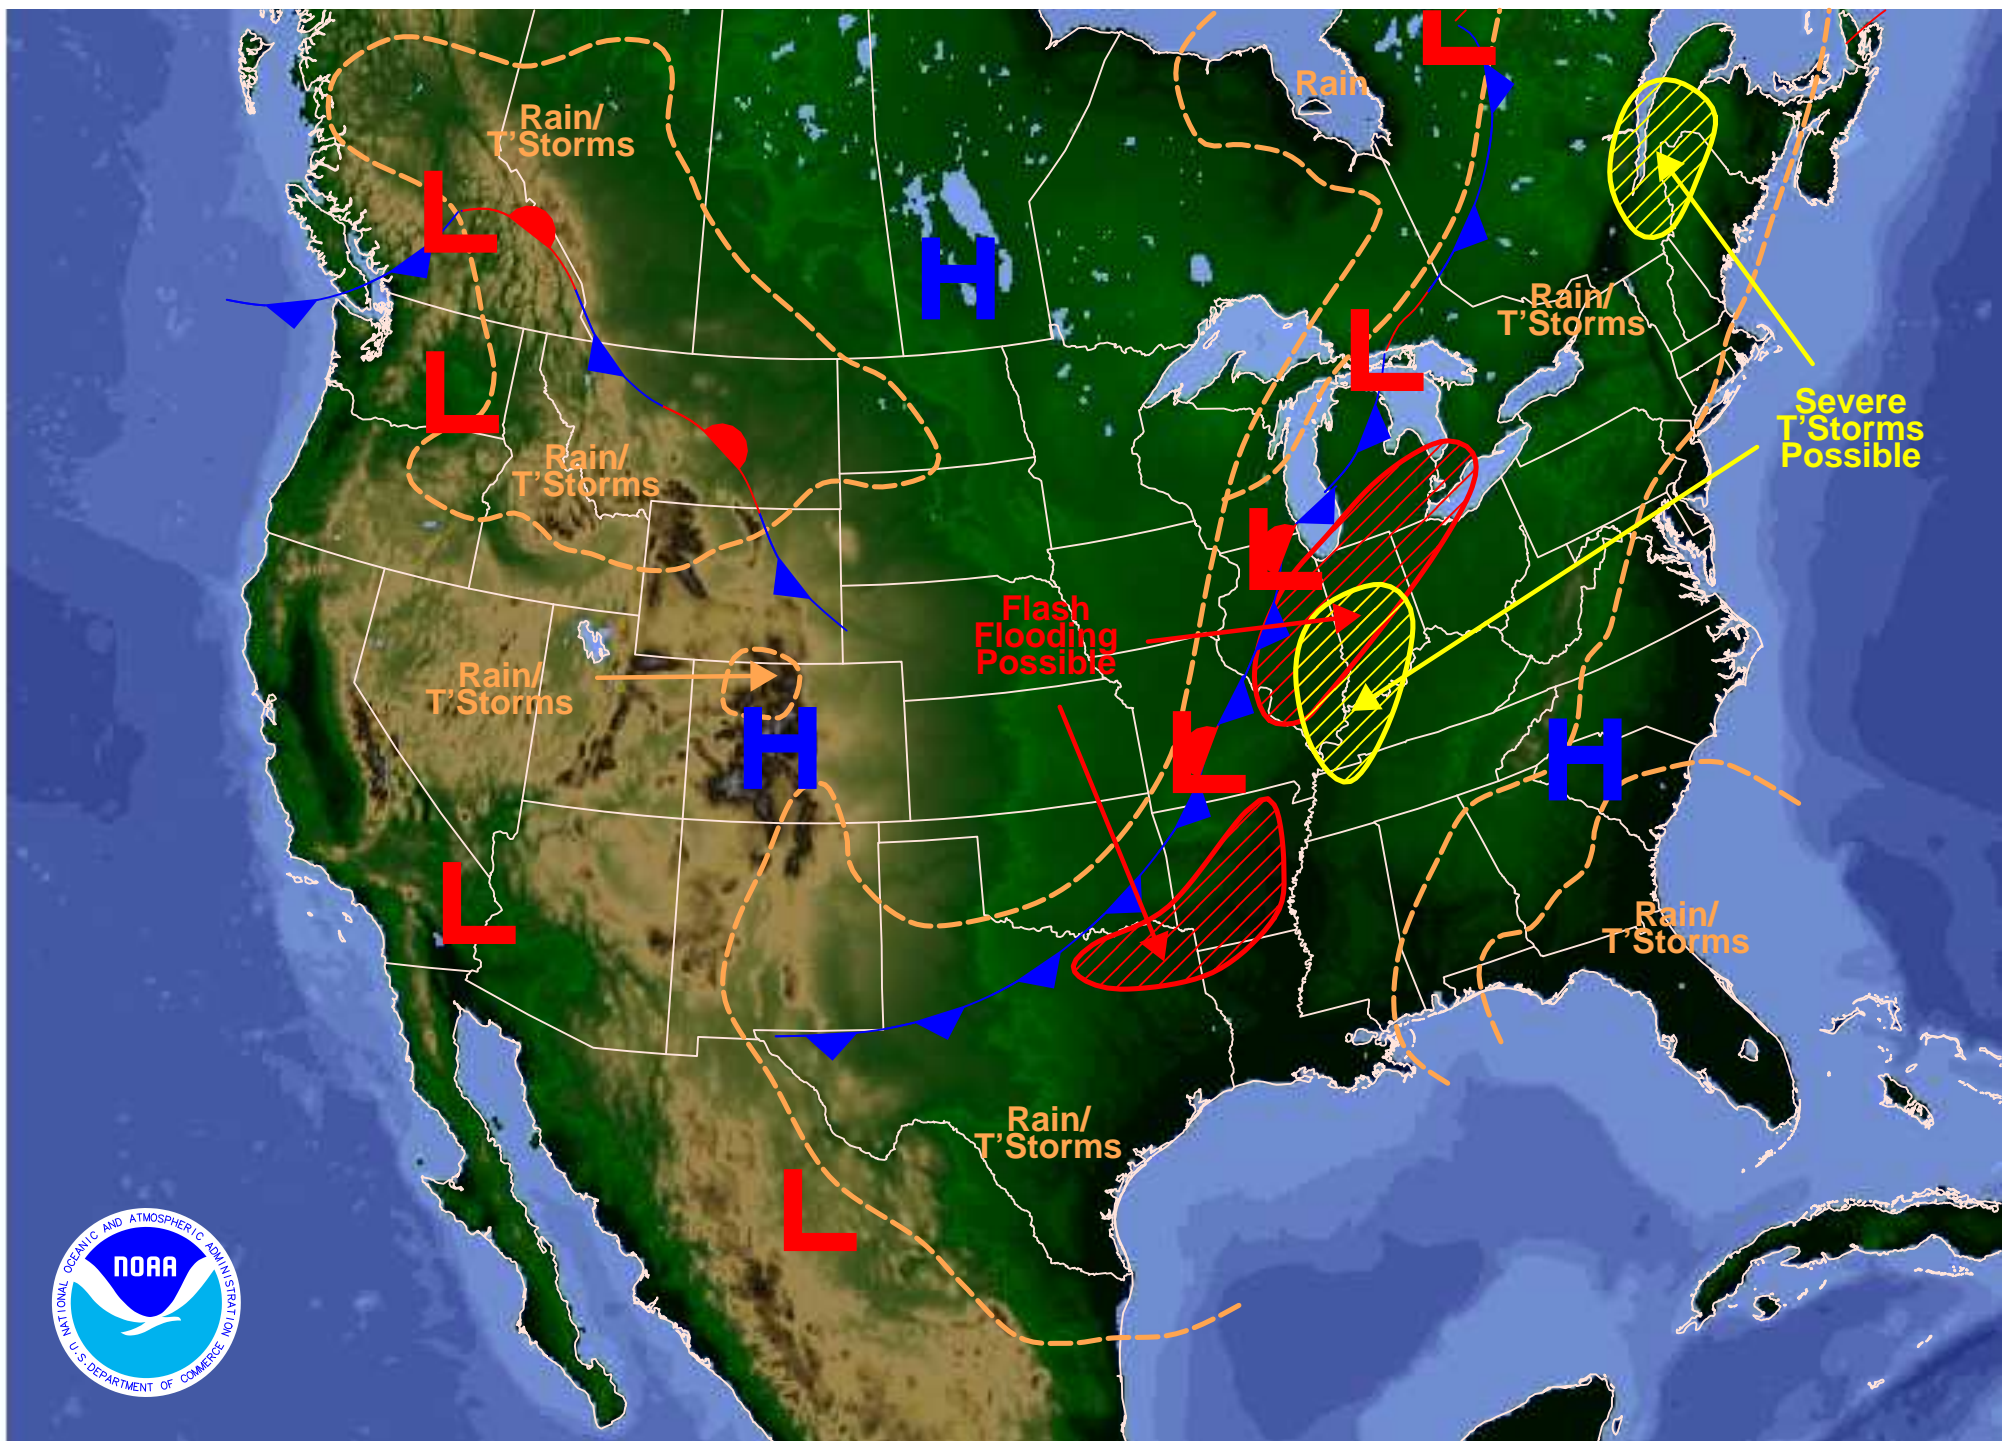 L
Rain
Rain/
T'Storms
L
H
Rain/
T'Storms
L
L
Severe
T'Storms
Possible
Rain/
T'Storms
L
Flash
Flooding
Possible
Rain/
T'Storms
H
L
H
L
Rain/
T'Storms
Rain/
T'Storms
L
NATIONAL OCEANIC AND ATMOSPHERIC ADMINISTRATION
NOAA
U.S. DEPARTMENT OF COMMERCE